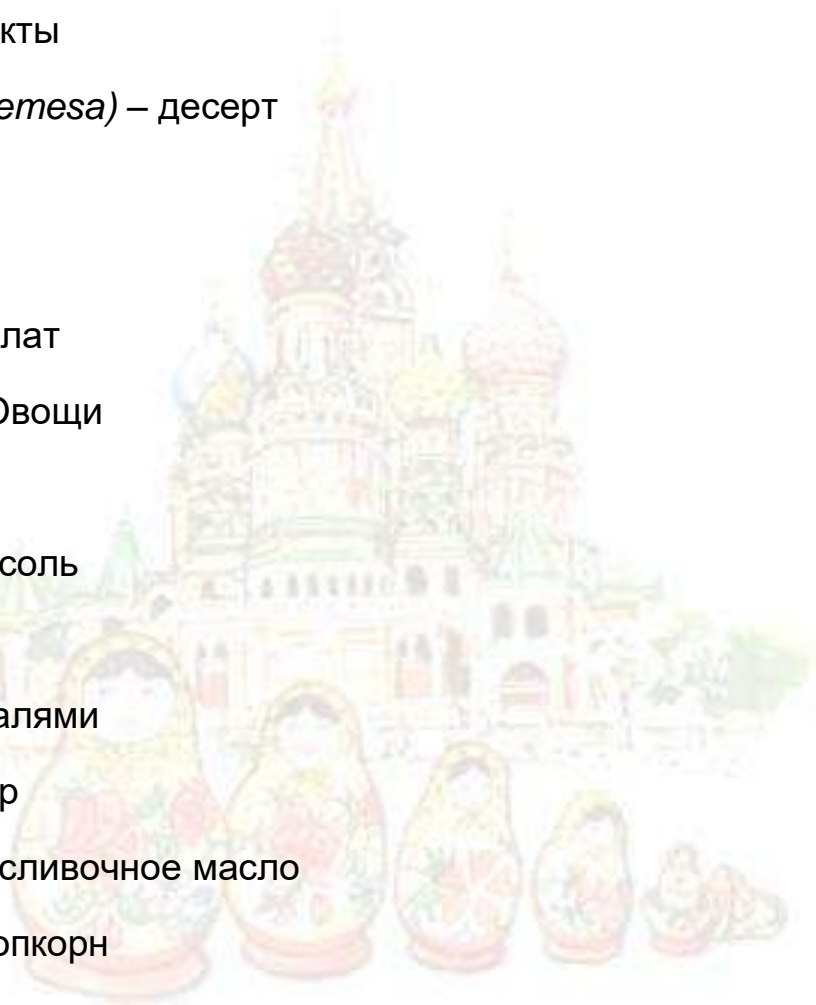 кты
emesa) – десерт
лат
Овощи
соль
алями
р
сливочное масло
опкорн